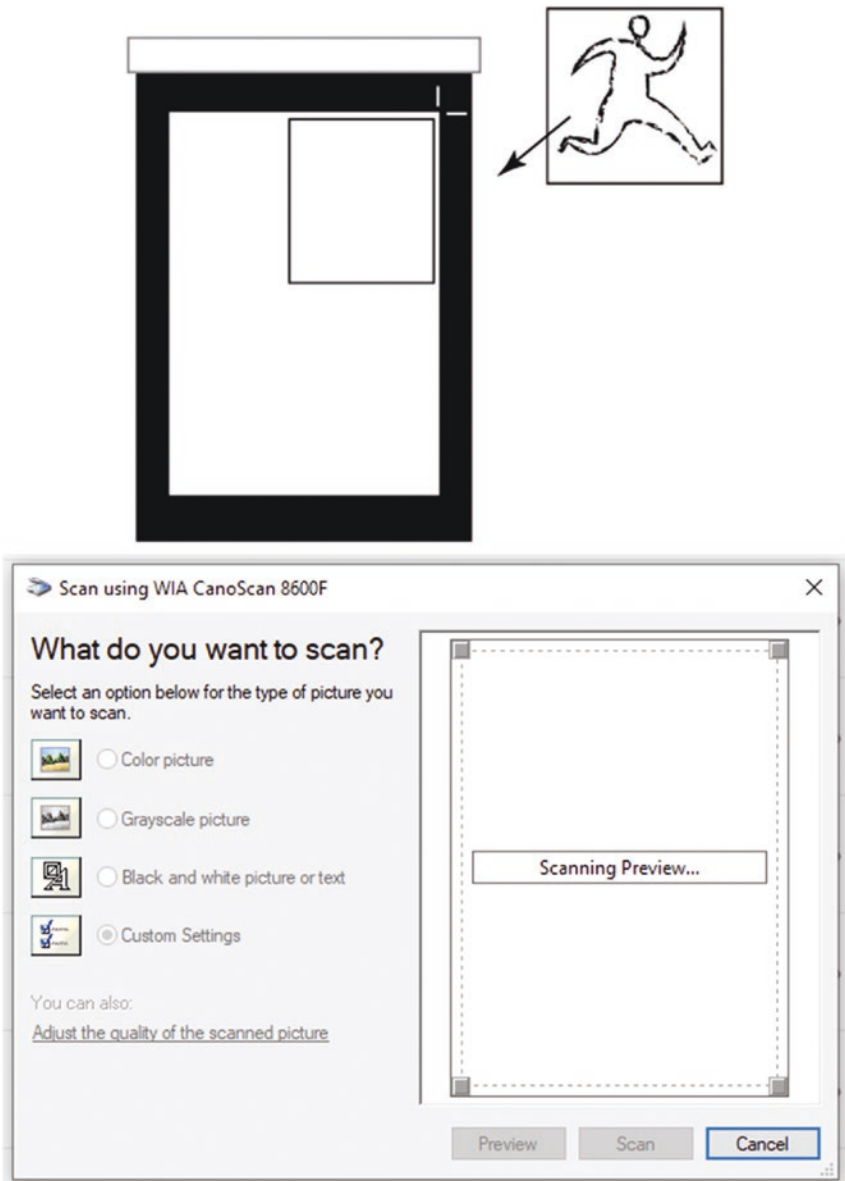 Scan using WIA CanoScan 8600F
What do you want to scan?
Select an option below for the type of picture you
want to scan.
Color picture
Grayscale picture
Black and white picture or text
Custom Settings
You can also:
Adjust the quality of the scanned picture
Scanning Preview...
Preview
Scan
Cancel